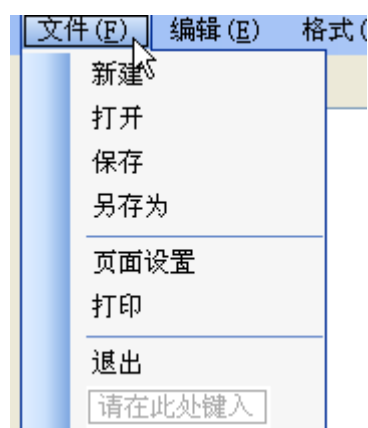 文件(F) 编辑(E) 格式(
新建
打开
保存
另存为
页面设置
打印
退出
请在此处键入